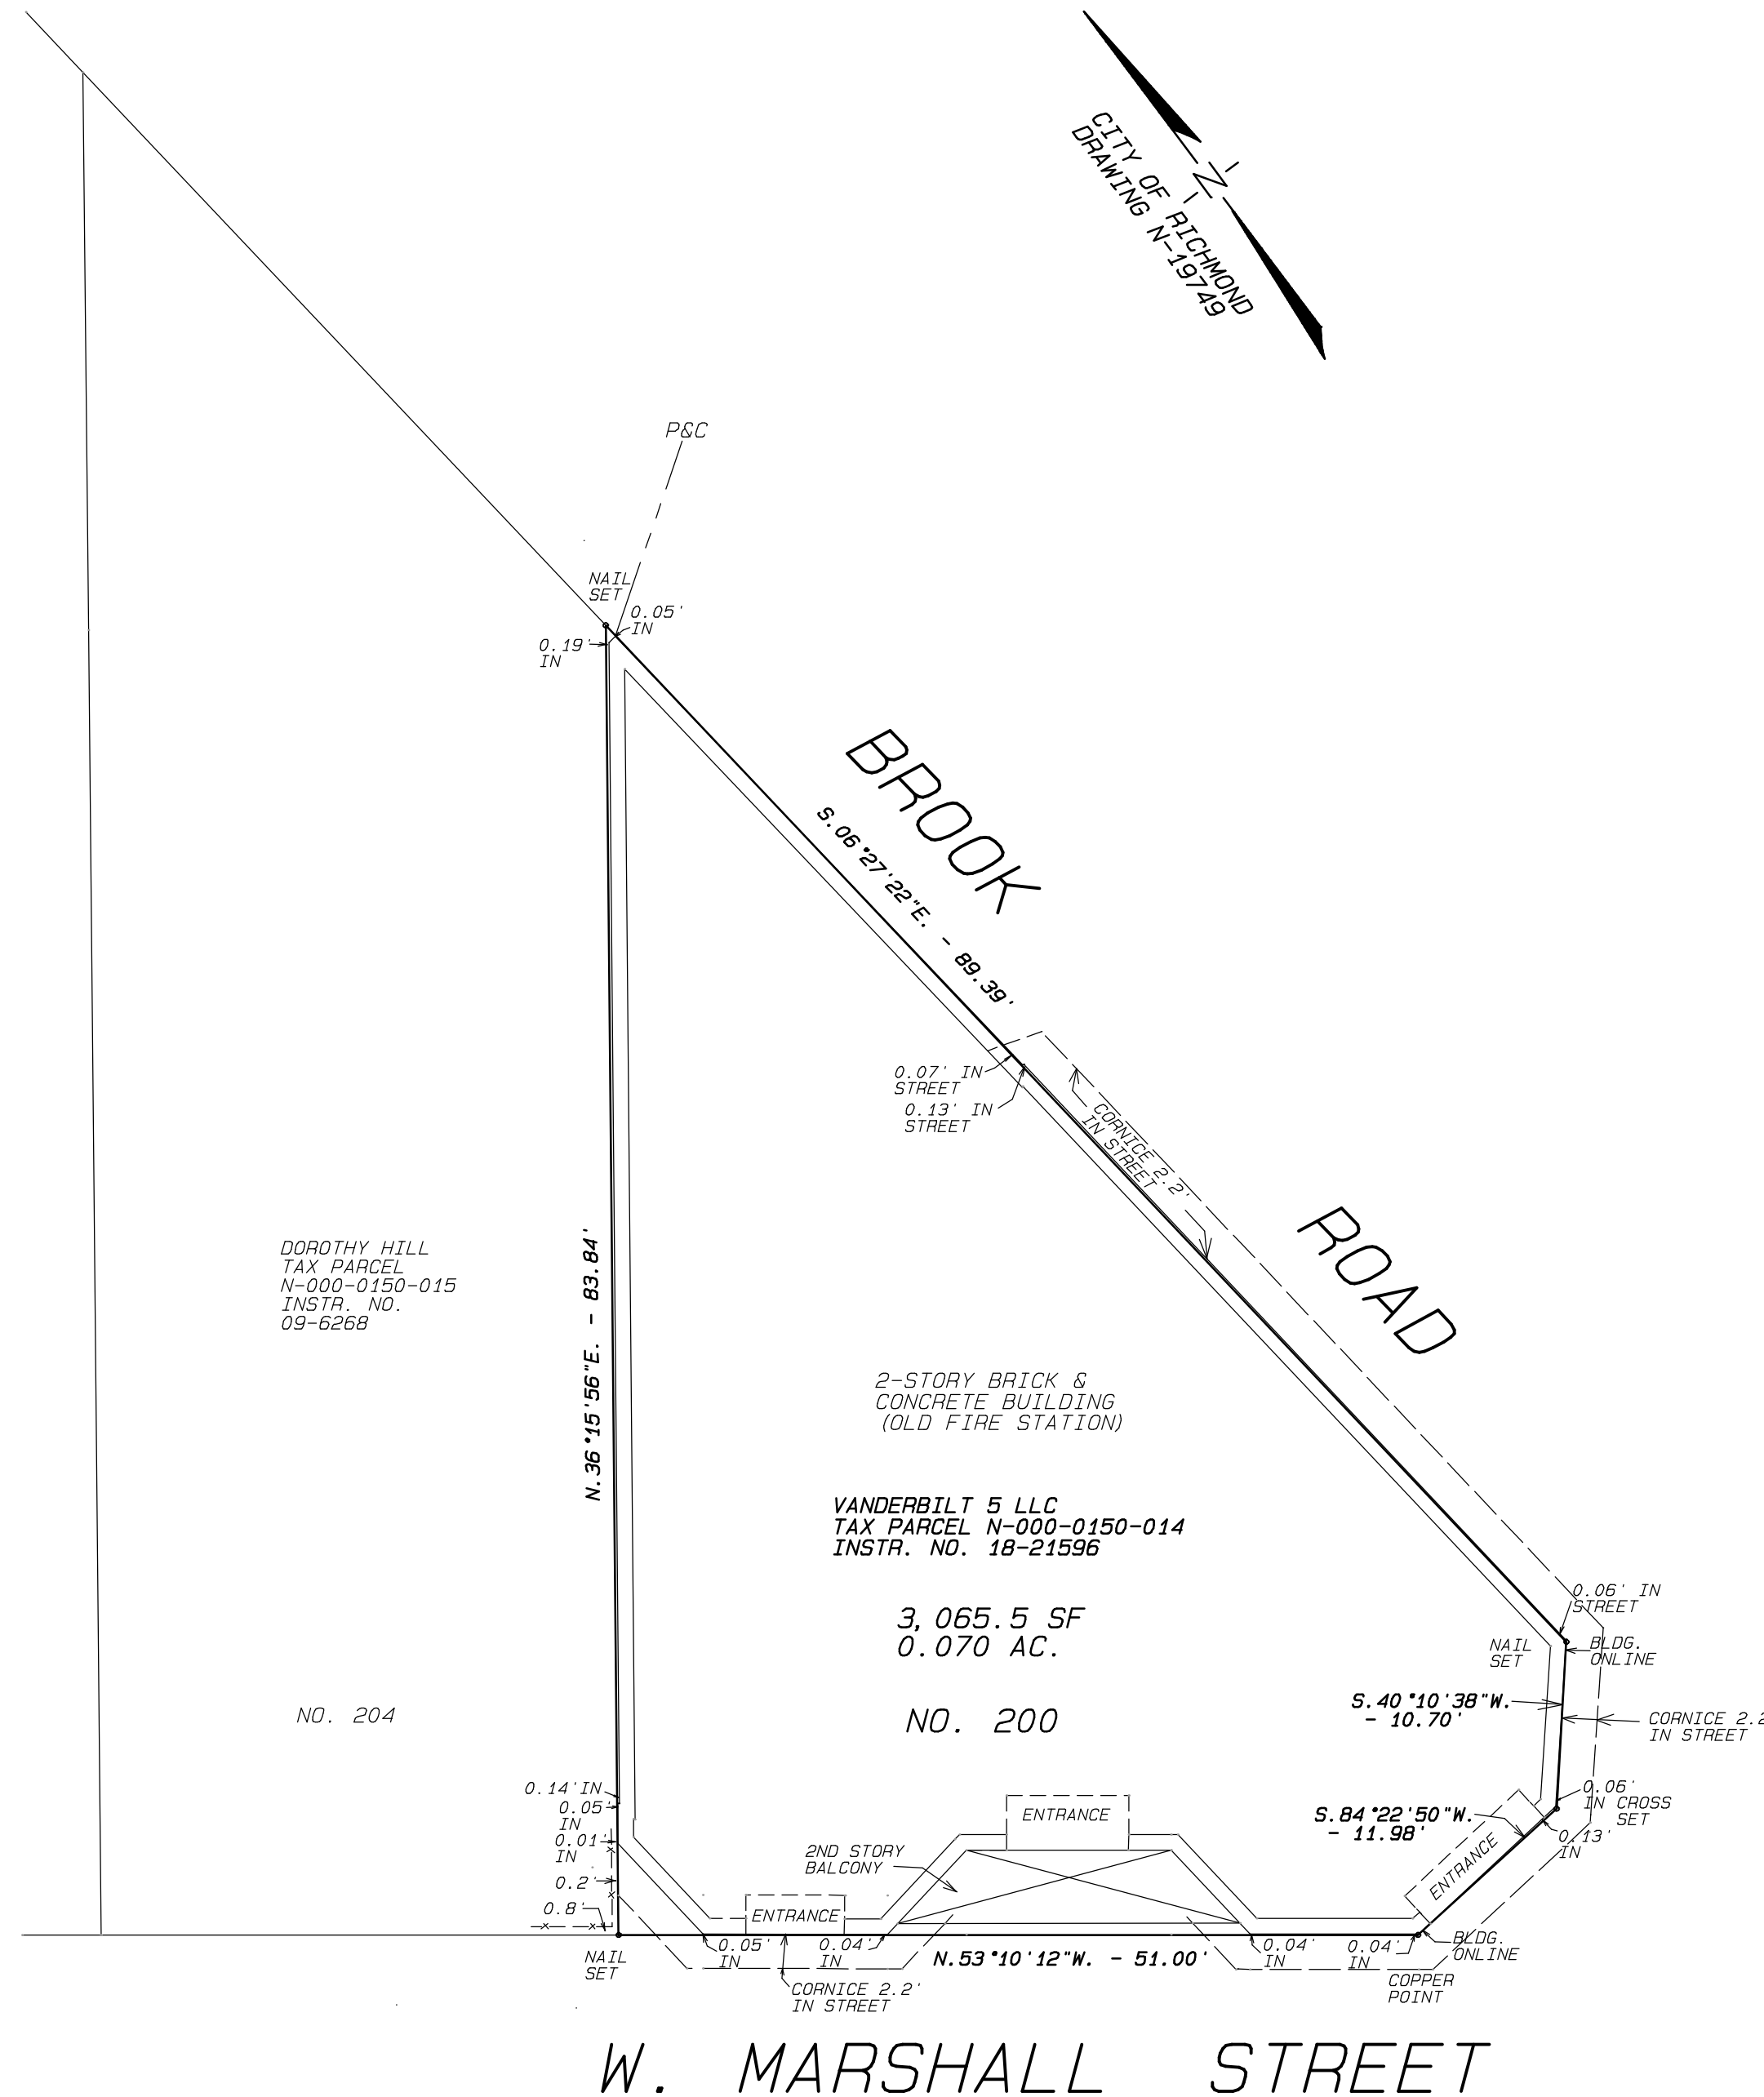 CITY OF RICHMOND
DRAWING N-19749
N
P&C
NAIL
SET
0.05'
IN
0.19'
IN
BROOK
S.06°27'22"E. - 89.39'
0.07' IN
STREET
0.13' IN
STREET
CORNICE 2.2'
IN STREET
ROAD
DOROTHY HILL
TAX PARCEL
N-000-0150-015
INSTR. NO.
09-6268
N.36°15'56"E. - 83.84'
2-STORY BRICK &
CONCRETE BUILDING
(OLD FIRE STATION)
VANDERBILT 5 LLC
TAX PARCEL N-000-0150-014
INSTR. NO. 18-21596
3,065.5 SF
0.070 AC.
NO. 204
NO. 200
0.06' IN
STREET
NAIL
SET
BLDG.
ONLINE
S.40°10'38"W.
- 10.70'
CORNICE 2.2
IN STREET
0.14'IN
0.05'
IN
0.01'
IN
0.2'
0.8'
ENTRANCE
2ND STORY
BALCONY
ENTRANCE
S.84°22'50"W.
- 11.98'
0.06'
IN CROSS
SET
0.13'
IN
ENTRANCE
NAIL
SET
0.05'
IN
0.04'
IN
N.53°10'12"W. - 51.00'
0.04'
IN
0.04'
IN
BLDG.
ONLINE
COPPER
POINT
CORNICE 2.2'
IN STREET
W. MARSHALL STREET